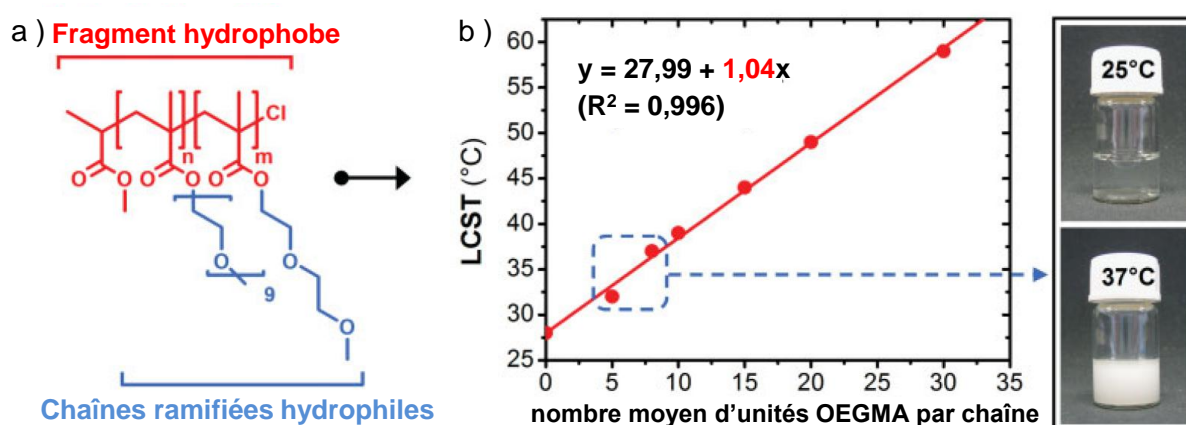 a ) Fragment hydrophobe
Cl
n
m
O
O
O
O
O
O
O
O
9
O
O
Chaînes ramifiées hydrophiles
b )
y = 27,99 + 1,04x
(R² = 0,996)
LCST (°C)
60
55
50
45
40
35
30
25
0
5
10
15
20
25
30
35
nombre moyen d'unités OEGMA par chaîne
25°C
37°C